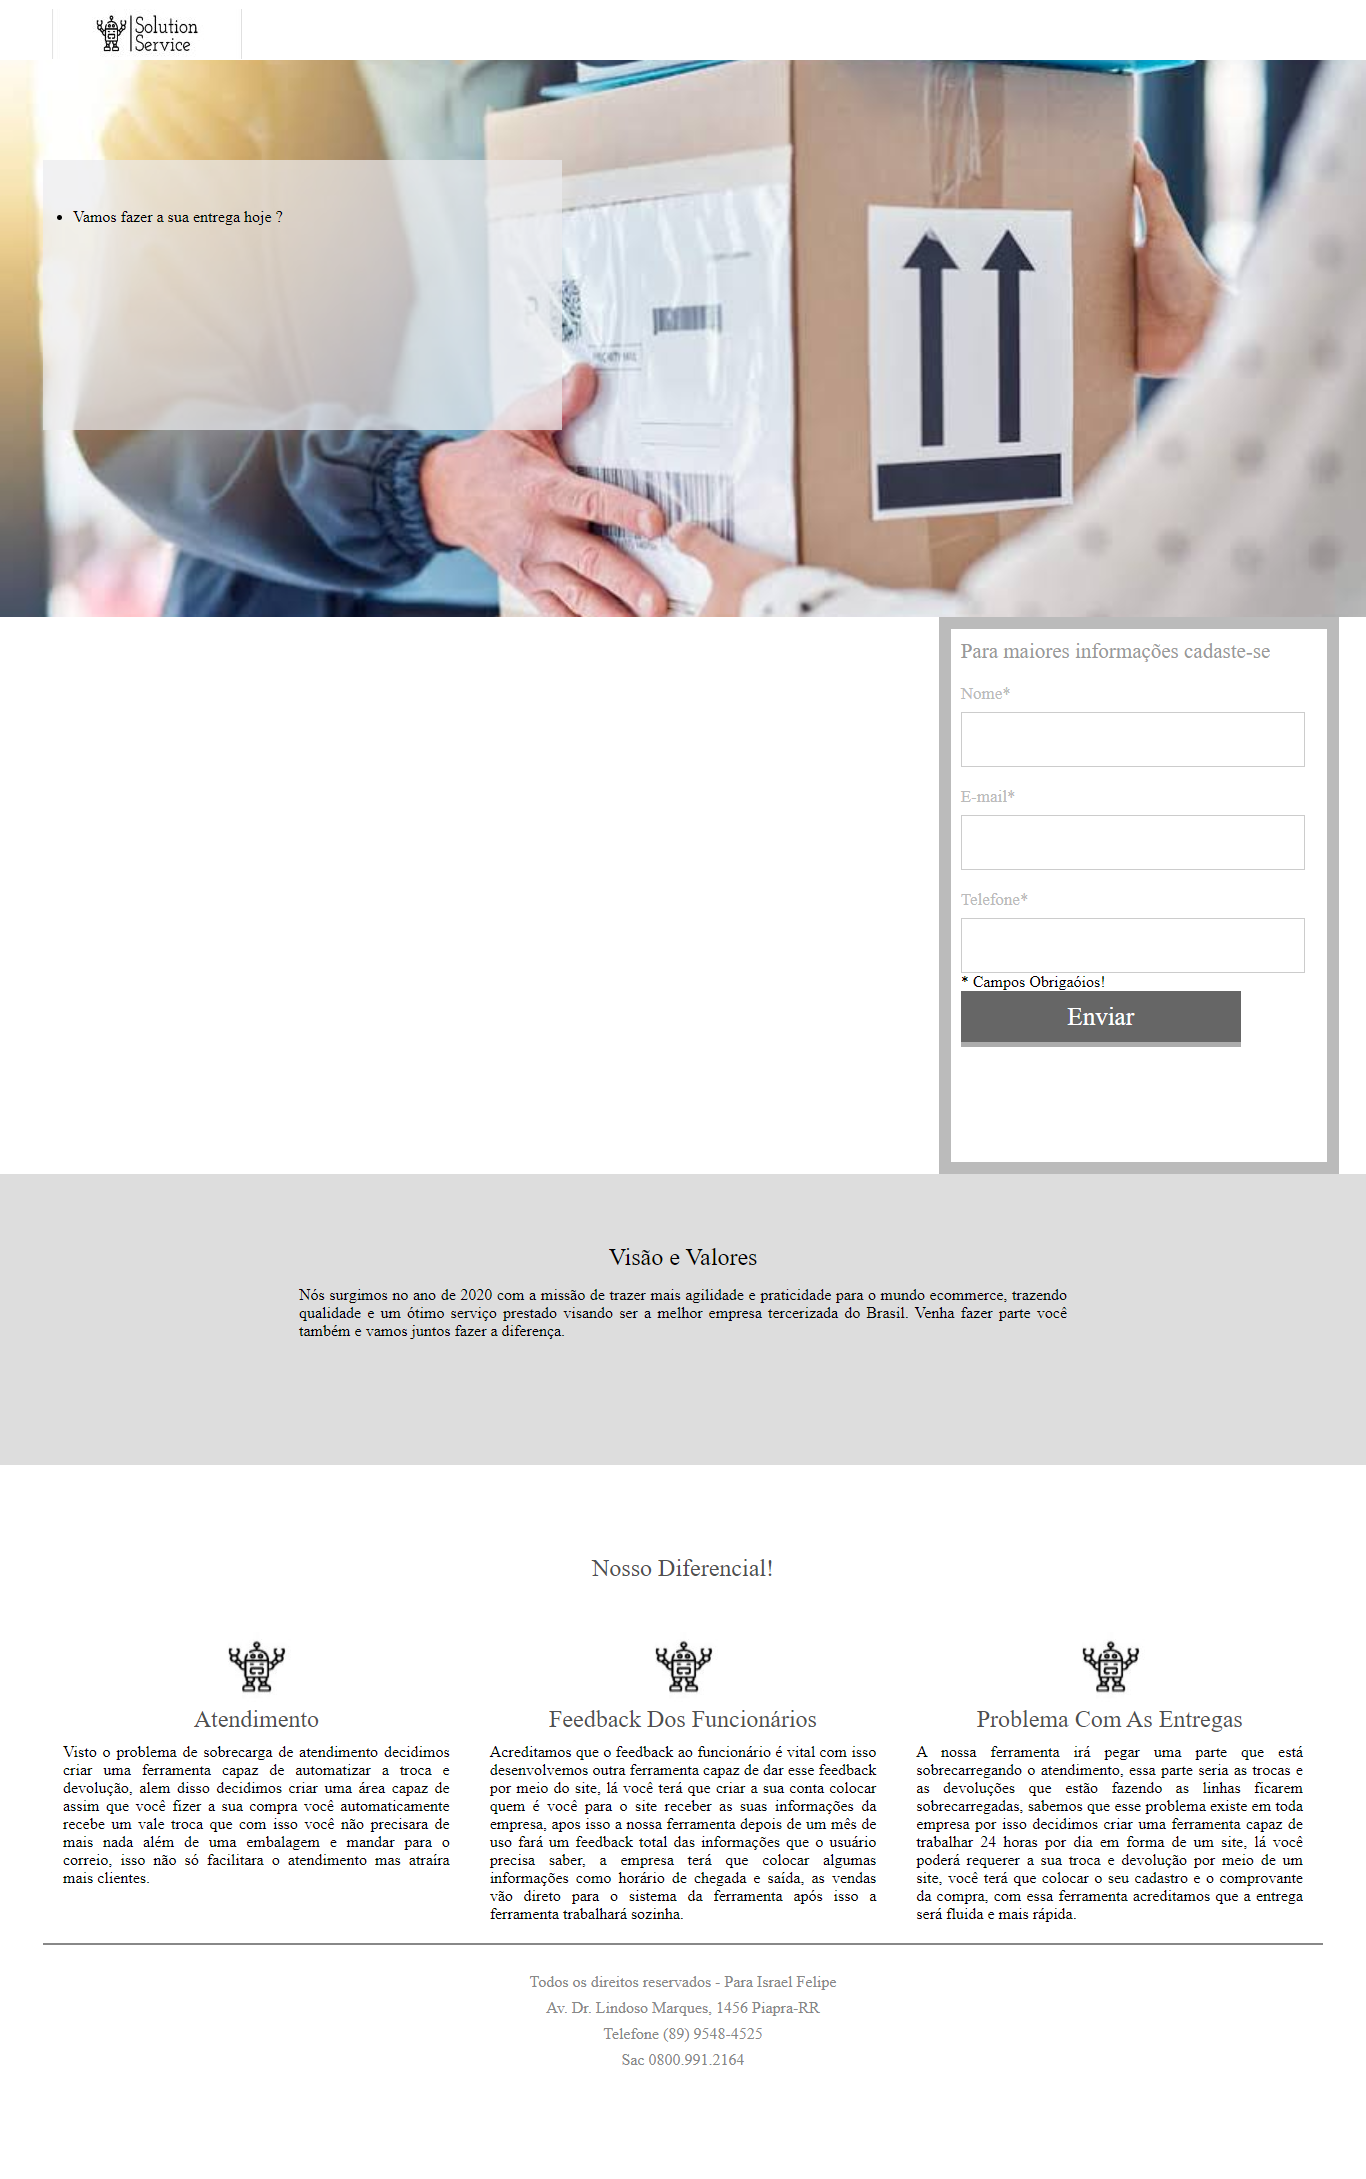 Solution
Service
Vamos fazer a sua entrega hoje ?
PRIORITY MAIL
Para maiores informações cadaste-se
Nome*
E-mail*
Telefone*
* Campos Obrigaóios!
Enviar
Visão e Valores
Nós surgimos no ano de 2020 com a missão de trazer mais agilidade e praticidade para o mundo ecommerce, trazendo
qualidade e um ótimo serviço prestado visando ser a melhor empresa tercerizada do Brasil. Venha fazer parte você
também e vamos juntos fazer a diferença.
Nosso Diferencial!
Atendimento
Visto o problema de sobrecarga de atendimento decidimos
criar uma ferramenta capaz de automatizar a troca e
devolução, alem disso decidimos criar uma área capaz de
assim que você fizer a sua compra você automaticamente
recebe um vale troca que com isso você não precisara de
mais nada além de uma embalagem e mandar para o
correio, isso não só facilitara o atendimento mas atraíra
mais clientes.
Feedback Dos Funcionários
Acreditamos que o feedback ao funcionário é vital com isso
desenvolvemos outra ferramenta capaz de dar esse feedback
por meio do site, lá você terá que criar a sua conta colocar
quem é você para o site receber as suas informações da
empresa, apos isso a nossa ferramenta depois de um mês de
uso fará um feedback total das informações que o usuário
precisa saber, a empresa terá que colocar algumas
informações como horário de chegada e saída, as vendas
vão direto para o sistema da ferramenta após isso a
ferramenta trabalhará sozinha.
Problema Com As Entregas
A nossa ferramenta irá pegar uma parte que está
sobrecarregando o atendimento, essa parte seria as trocas e
as devoluções que estão fazendo as linhas ficarem
sobrecarregadas, sabemos que esse problema existe em toda
empresa por isso decidimos criar uma ferramenta capaz de
trabalhar 24 horas por dia em forma de um site, lá você
poderá requerer a sua troca e devolução por meio de um
site, você terá que colocar o seu cadastro e o comprovante
da compra, com essa ferramenta acreditamos que a entrega
será fluida e mais rápida.
Todos os direitos reservados - Para Israel Felipe
Av. Dr. Lindoso Marques, 1456 Piapra-RR
Telefone (89) 9548-4525
Sac 0800.991.2164